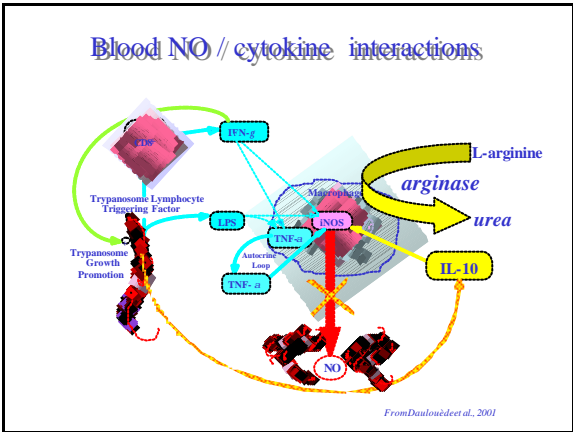 Blood NO / cytokine interactions
CD8
IFN-g
Macrophage
L-arginine
arginase
urea
Trypanosome Lymphocyte
Triggering Factor
LPS
iNOS
TNF-a
Autocrine
Loop
Trypanosome
Growth
Promotion
IL-10
TNF- a
NO
FromDaulouèdeet al., 2001